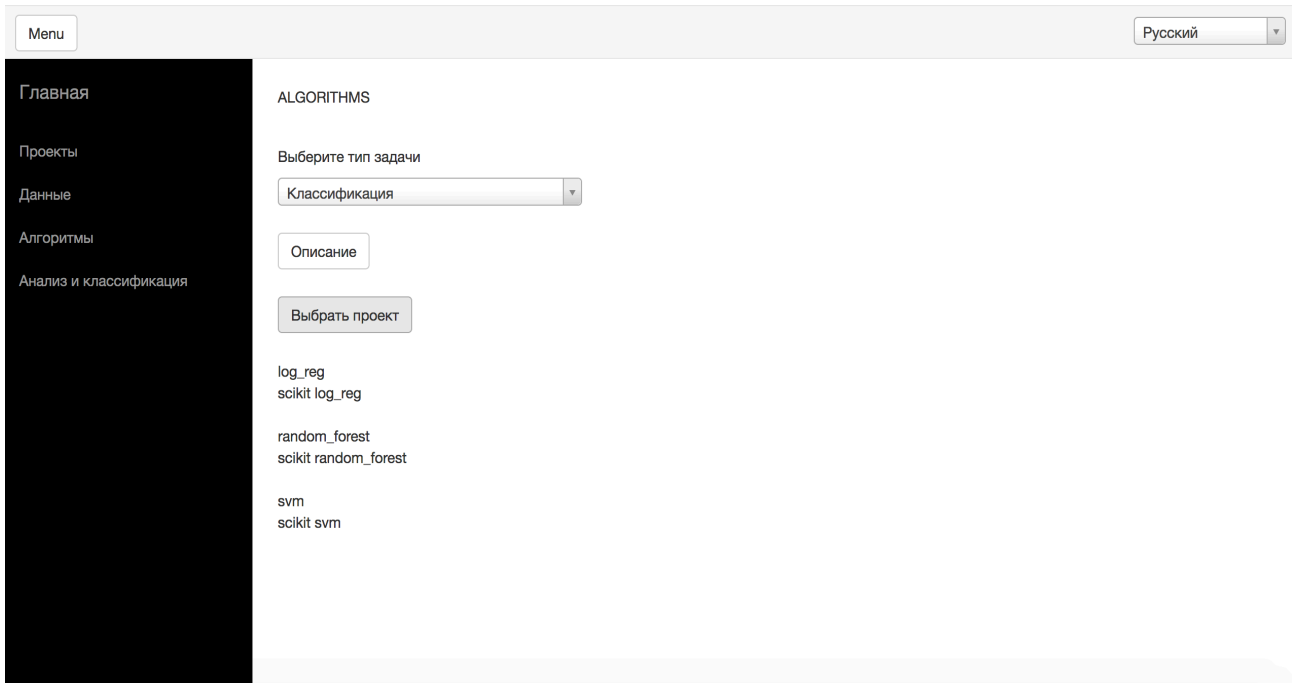 Menu
Русский
Главная
Проекты
Данные
Алгоритмы
Анализ и классификация
ALGORITHMS
Выберите тип задачи
Классификация
Описание
Выбрать проект
log_reg
scikit log_reg
random_forest
scikit random_forest
svm
scikit svm